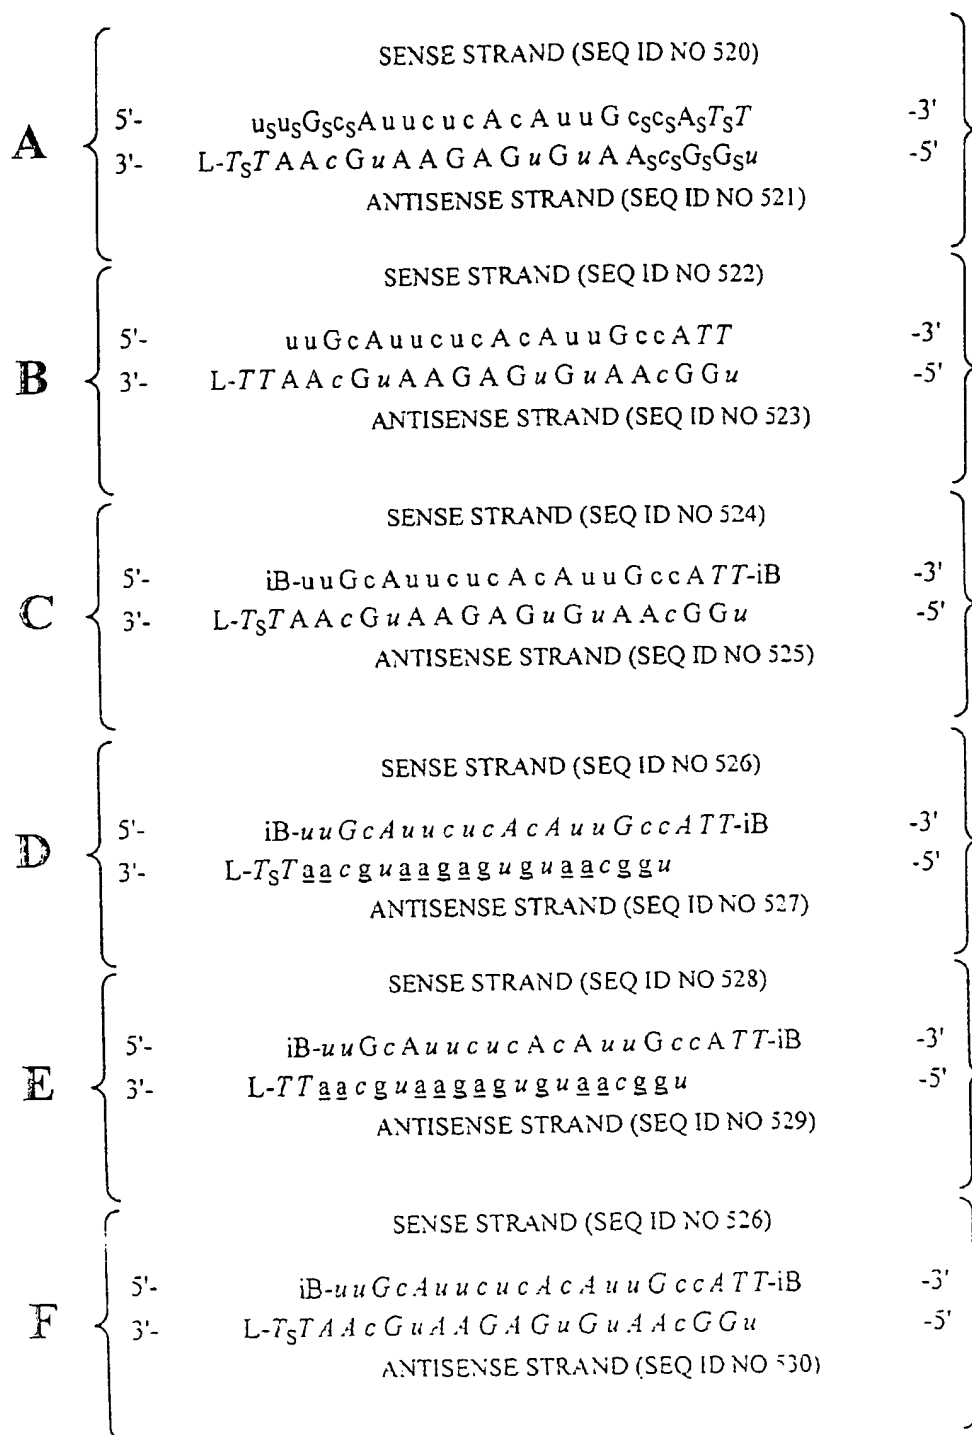 SENSE STRAND (SEQ ID NO 520)
A
5'- usUsGscsAuucucAcAuuGcscsAsTsT -3'
3'- L-TsTAAcGuAAGAGuGuAAscsGsGsu -5'
ANTISENSE STRAND (SEQ ID NO 521)
SENSE STRAND (SEQ ID NO 522)
B
5'- uuGcAuucucAcAuuGccATT -3'
3'- L-TTAAcGuAAGAGuGuAAcGGu -5'
ANTISENSE STRAND (SEQ ID NO 523)
SENSE STRAND (SEQ ID NO 524)
C
5'- iB-uuGcAuucucAcAuuGccATT-iB -3'
3'- L-TsTAAcGuAAGAGuGuAAcGGu -5'
ANTISENSE STRAND (SEQ ID NO 525)
SENSE STRAND (SEQ ID NO 526)
D
5'- iB-uuGcAuucucAcAuuGccATT-iB -3'
3'- L-TsTaacguaagaguguaacggu -5'
ANTISENSE STRAND (SEQ ID NO 527)
SENSE STRAND (SEQ ID NO 528)
E
5'- iB-uuGcAuucucAcAuuGccATT-iB -3'
3'- L-TTaacguaagaguguaacggu -5'
ANTISENSE STRAND (SEQ ID NO 529)
SENSE STRAND (SEQ ID NO 526)
F
5'- iB-uuGcAuucucAcAuuGccATT-iB -3'
3'- L-TsTAAcGuAAGAGuGuAAcGGu -5'
ANTISENSE STRAND (SEQ ID NO 530)